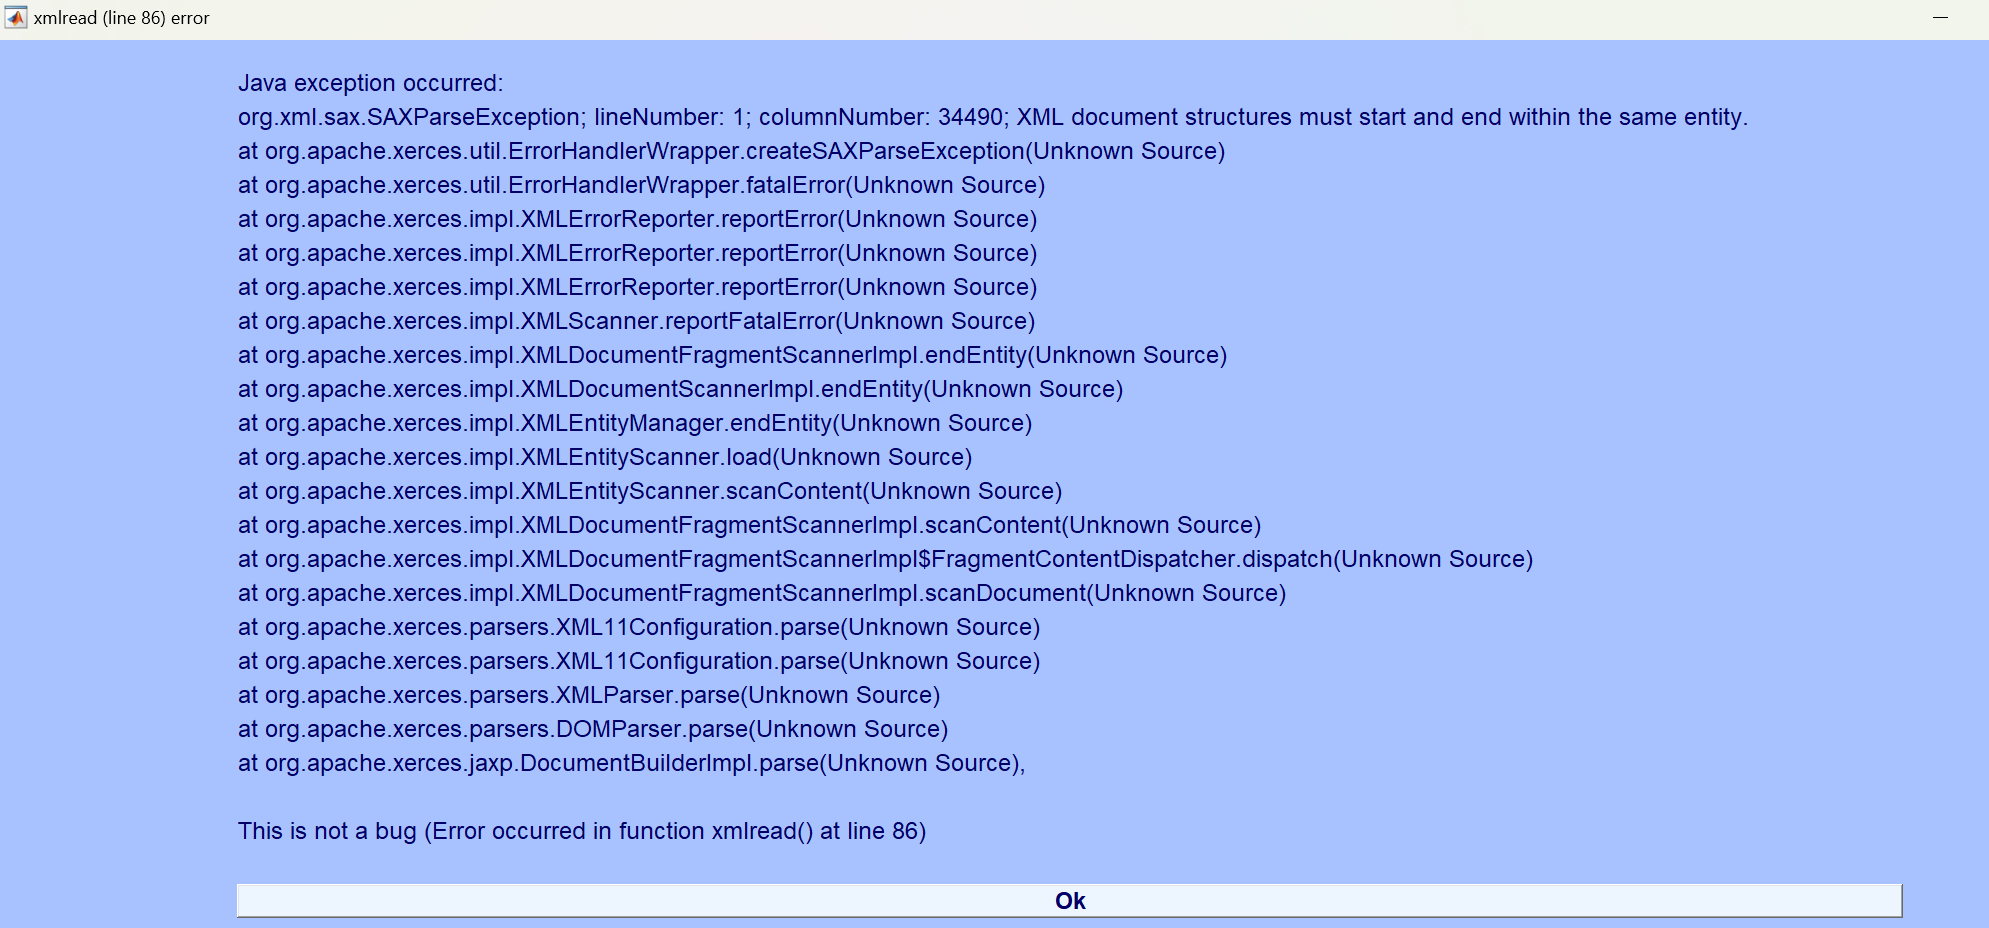 xmlread (line 86) error
Java exception occurred:
org.xml.sax.SAXParseException; lineNumber: 1; columnNumber: 34490; XML document structures must start and end within the same entity.
at org.apache.xerces.util.ErrorHandlerWrapper.createSAXParseException(Unknown Source)
at org.apache.xerces.util.ErrorHandlerWrapper.fatalError(Unknown Source)
at org.apache.xerces.impl.XMLErrorReporter.reportError(Unknown Source)
at org.apache.xerces.impl.XMLErrorReporter.reportError(Unknown Source)
at org.apache.xerces.impl.XMLErrorReporter.reportError(Unknown Source)
at org.apache.xerces.impl.XMLScanner.reportFatalError(Unknown Source)
at org.apache.xerces.impl.XMLDocumentFragmentScannerImpl.endEntity(Unknown Source)
at org.apache.xerces.impl.XMLDocumentScannerImpl.endEntity(Unknown Source)
at org.apache.xerces.impl.XMLEntityManager.endEntity(Unknown Source)
at org.apache.xerces.impl.XMLEntityScanner.load(Unknown Source)
at org.apache.xerces.impl.XMLEntityScanner.scanContent(Unknown Source)
at org.apache.xerces.impl.XMLDocumentFragmentScannerImpl.scanContent(Unknown Source)
at org.apache.xerces.impl.XMLDocumentFragmentScannerImpl$FragmentContentDispatcher.dispatch(Unknown Source)
at org.apache.xerces.impl.XMLDocumentFragmentScannerImpl.scanDocument(Unknown Source)
at org.apache.xerces.parsers.XML11Configuration.parse(Unknown Source)
at org.apache.xerces.parsers.XML11Configuration.parse(Unknown Source)
at org.apache.xerces.parsers.XMLParser.parse(Unknown Source)
at org.apache.xerces.parsers.DOMParser.parse(Unknown Source)
at org.apache.xerces.jaxp.DocumentBuilderImpl.parse(Unknown Source),
This is not a bug (Error occurred in function xmlread() at line 86)
Ok